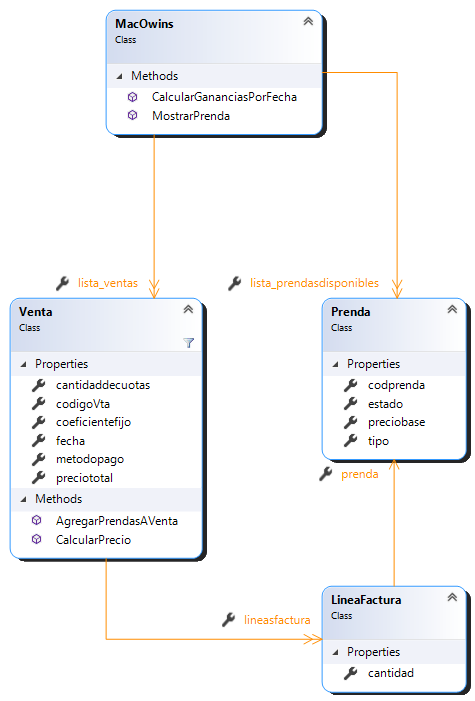 MacOwins
Class
Methods
CalcularGananciasPorFecha
MostrarPrenda
lista_ventas
lista_prendasdisponibles
Venta
Class
Properties
cantidaddecuotas
codigoVta
coeficientefijo
fecha
metodopago
preciototal
Methods
AgregarPrendasAVenta
CalcularPrecio
Prenda
Class
Properties
codprenda
estado
preciobase
tipo
prenda
lineasfactura
LineaFactura
Class
Properties
cantidad